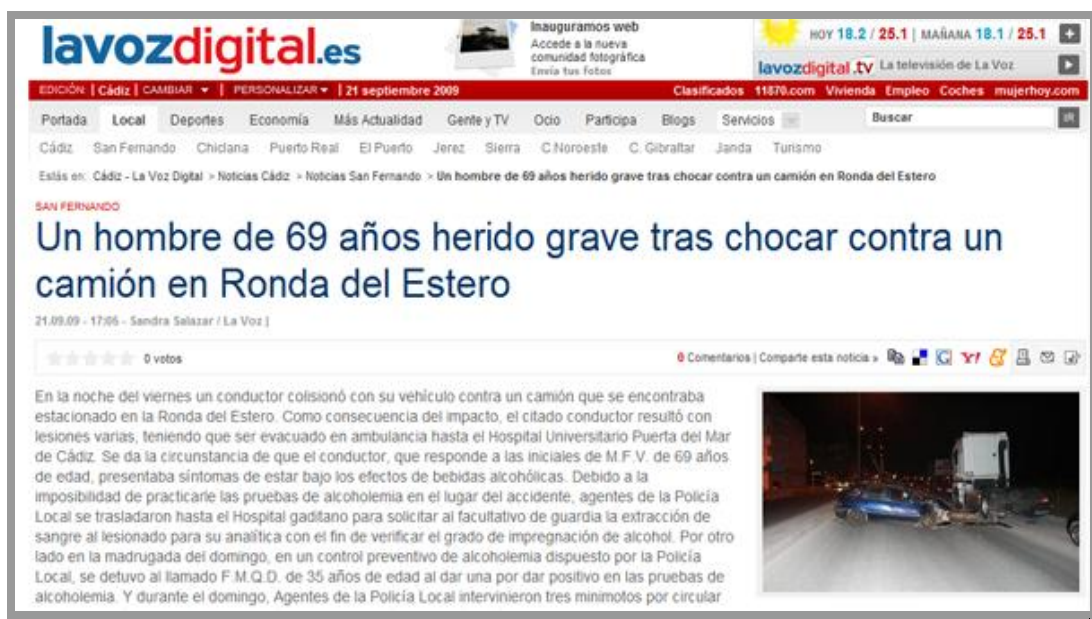 lavozdigital.es
Inauguramos web
Accede a la nueva
comunidad fotográfica
Envía tus fotos
HOY 18.2 / 25.1 | MAÑANA 18.1 / 25.1
lavozdigital.tv La televisión de La Voz
EDICIÓN: | Cádiz | CAMBIAR | PERSONALIZAR | 21 septiembre 2009 Clasificados 11870.com Vivienda Empleo Coches mujerhoy.com
Portada Local Deportes Economía Más Actualidad Gente y TV Ocio Participa Blogs Servicios Buscar
Cádiz San Fernando Chiclana Puerto Real El Puerto Jerez Sierra C.Noroeste C. Gibraltar Janda Turismo
Estás en: Cádiz - La Voz Digital > Noticias Cádiz > Noticias San Fernando > Un hombre de 69 años herido grave tras chocar contra un camión en Ronda del Estero
SAN FERNANDO
Un hombre de 69 años herido grave tras chocar contra un
camión en Ronda del Estero
21.09.09 - 17:05 - Sandra Salazar / La Voz |
0 votos
0 Comentarios | Comparte esta noticia »
En la noche del viernes un conductor colisionó con su vehículo contra un camión que se encontraba
estacionado en la Ronda del Estero. Como consecuencia del impacto, el citado conductor resultó con
lesiones varias, teniendo que ser evacuado en ambulancia hasta el Hospital Universitario Puerta del Mar
de Cádiz. Se da la circunstancia de que el conductor, que responde a las iniciales de M.F.V. de 69 años
de edad, presentaba síntomas de estar bajo los efectos de bebidas alcohólicas. Debido a la
imposibilidad de practicarle las pruebas de alcoholemia en el lugar del accidente, agentes de la Policía
Local se trasladaron hasta el Hospital gaditano para solicitar al facultativo de guardia la extracción de
sangre al lesionado para su analítica con el fin de verificar el grado de impregnación de alcohol. Por otro
lado en la madrugada del domingo, en un control preventivo de alcoholemia dispuesto por la Policía
Local, se detuvo al llamado F.M.Q.D. de 35 años de edad al dar una por dar positivo en las pruebas de
alcoholemia. Y durante el domingo, Agentes de la Policía Local intervinieron tres minimotos por circular